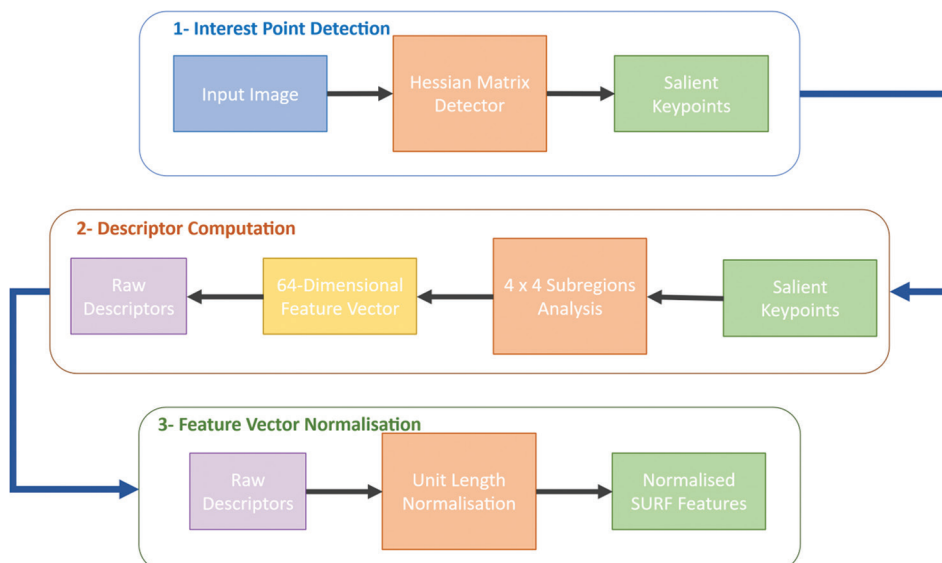 1- Interest Point Detection
Input Image
Hessian Matrix
Detector
Salient
Keypoints
2- Descriptor Computation
Raw
Descriptors
64-Dimensional
Feature Vector
4 x 4 Subregions
Analysis
Salient
Keypoints
3- Feature Vector Normalisation
Raw
Descriptors
Unit Length
Normalisation
Normalised
SURF Features